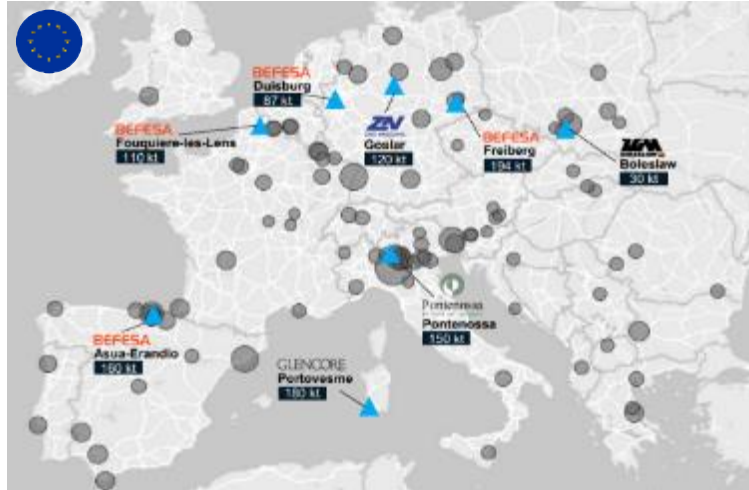 BEFESA
Duisburg
87 kt
BEFESA
Fouquiere-les-Lens
110 kt
Goslar
120 kt
BEFESA
Freiberg
194 kt
Boleslaw
30 kt
Pontenossa
Pontenossa
150 kt
BEFESA
Asua-Erandio
160 kt
GLENCORE
Portovesme
180 kt